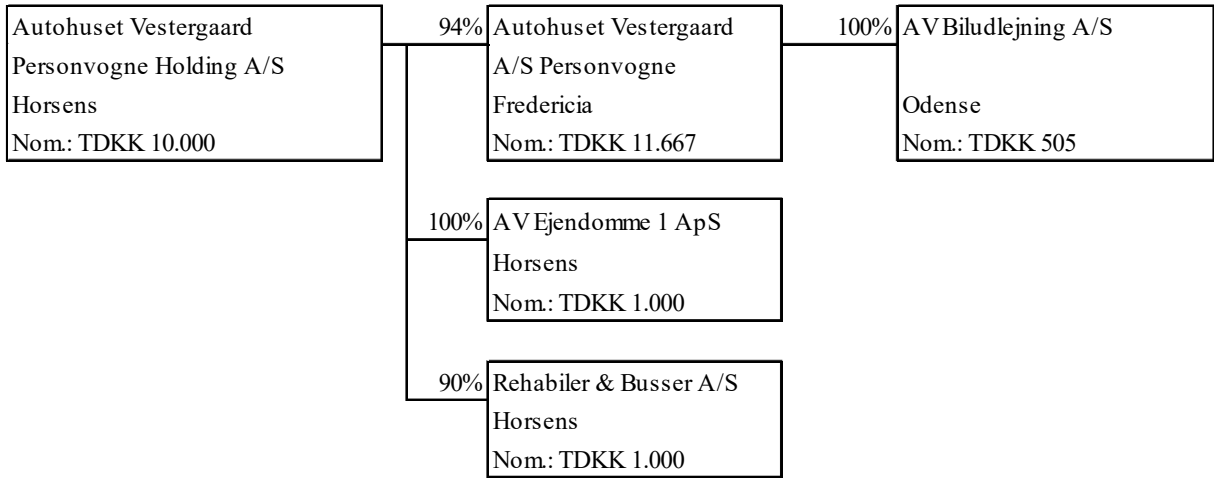 Autohuset Vestergaard
Personvogne Holding A/S
Horsens
Nom.: TDKK 10.000
94%
Autohuset Vestergaard
A/S Personvogne
Fredericia
Nom.: TDKK 11.667
100%
AV Biludlejning A/S
Odense
Nom.: TDKK 505
100%
AV Ejendomme 1 ApS
Horsens
Nom.: TDKK 1.000
90%
Rehabiler & Busser A/S
Horsens
Nom.: TDKK 1.000